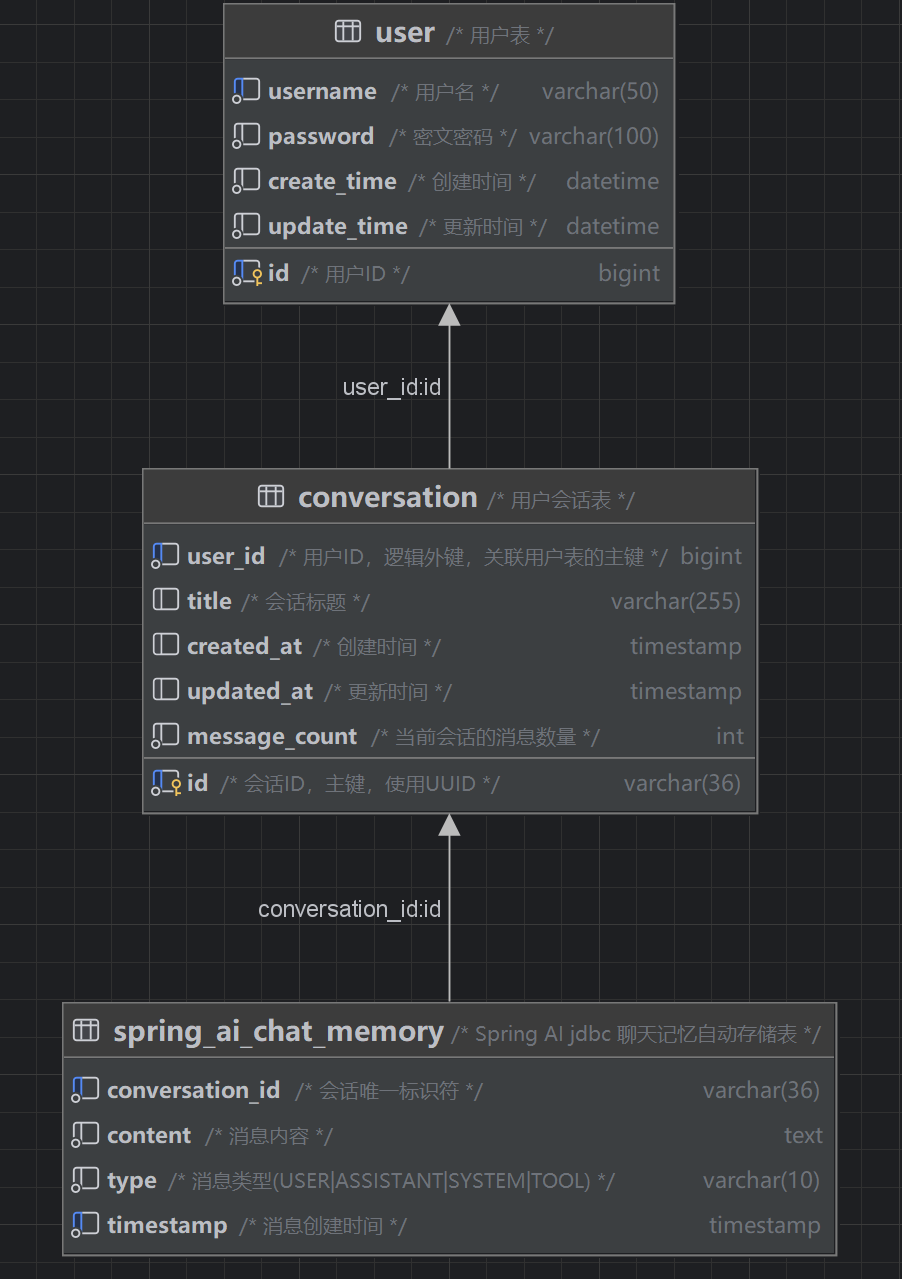 user /* 用户表 */
username /* 用户名 */ varchar(50)
password /* 密文密码 */ varchar(100)
create_time /* 创建时间 */ datetime
update_time /* 更新时间 */ datetime
id /* 用户ID */ bigint
user_id:id
conversation /* 用户会话表 */
user_id /* 用户ID，逻辑外键，关联用户表的主键 */ bigint
title /* 会话标题 */ varchar(255)
created_at /* 创建时间 */ timestamp
updated_at /* 更新时间 */ timestamp
message_count /* 当前会话的消息数量 */ int
id /* 会话ID，主键，使用UUID */ varchar(36)
conversation_id:id
spring_ai_chat_memory /* Spring AI jdbc 聊天记忆自动存储表 */
conversation_id /* 会话唯一标识符 */ varchar(36)
content /* 消息内容 */ text
type /* 消息类型(USER|ASSISTANT|SYSTEM|TOOL) */ varchar(10)
timestamp /* 消息创建时间 */ timestamp